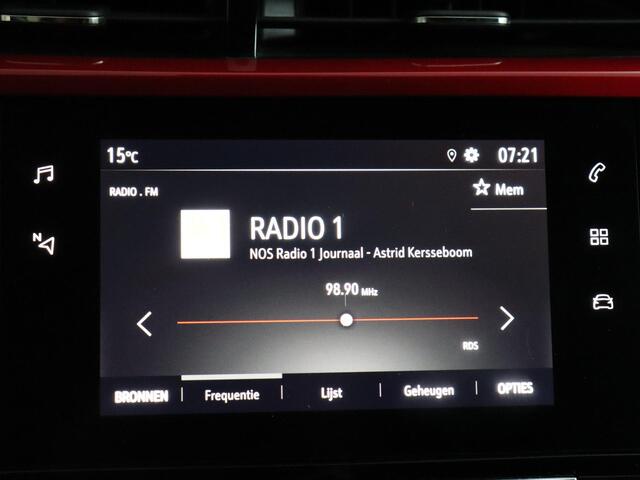 15°C 07:21
RADIO . FM Mem
RADIO 1
NOS Radio 1 Journaal - Astrid Kersseboom
N
98.90 MHz
RDS
BRONNEN Frequentie Lijst Geheugen OPTIES